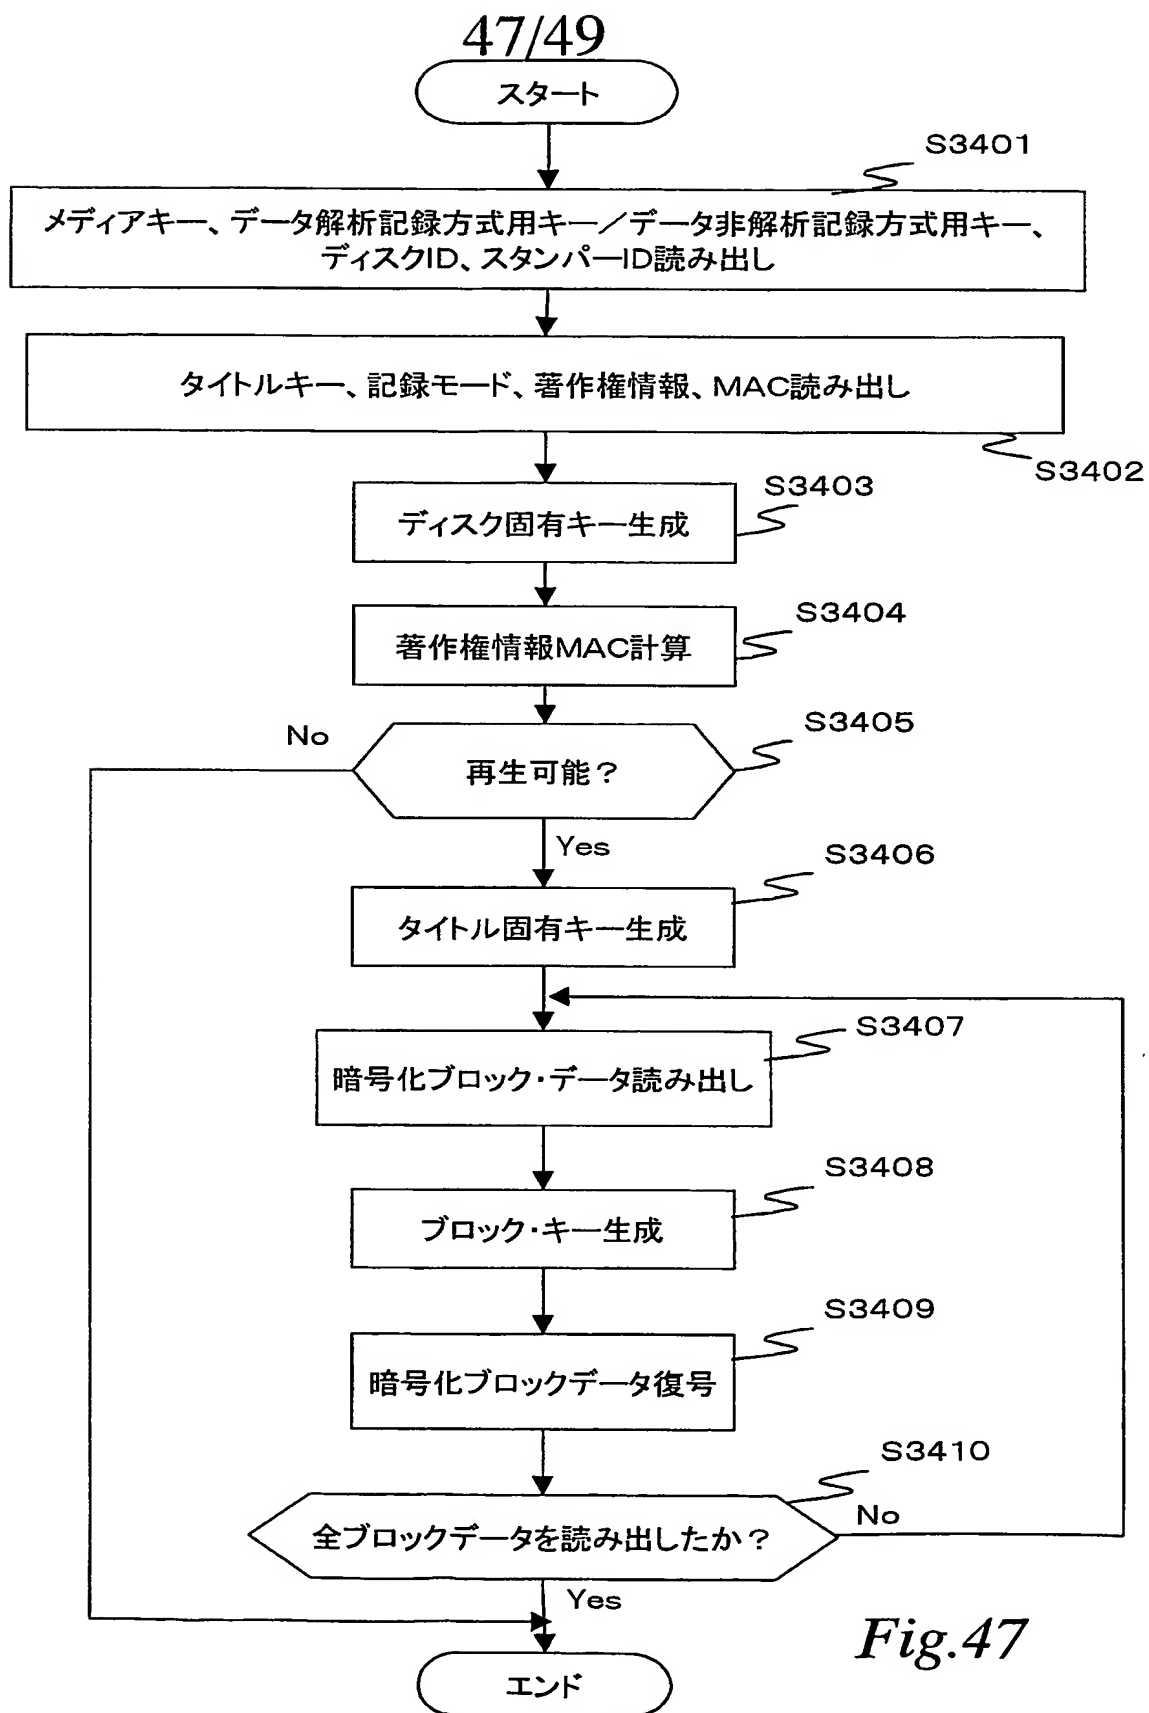 47/49
スタート
S3401
メディアキー、データ解析記録方式用キー／データ非解析記録方式用キー、
ディスクID、スタンパーID読み出し
タイトルキー、記録モード、著作権情報、MAC読み出し
S3402
S3403
ディスク固有キー生成
S3404
著作権情報MAC計算
S3405
No
再生可能？
Yes
S3406
タイトル固有キー生成
S3407
暗号化ブロック・データ読み出し
S3408
ブロック・キー生成
S3409
暗号化ブロックデータ復号
S3410
No
全ブロックデータを読み出したか？
Yes
Fig.47
エンド